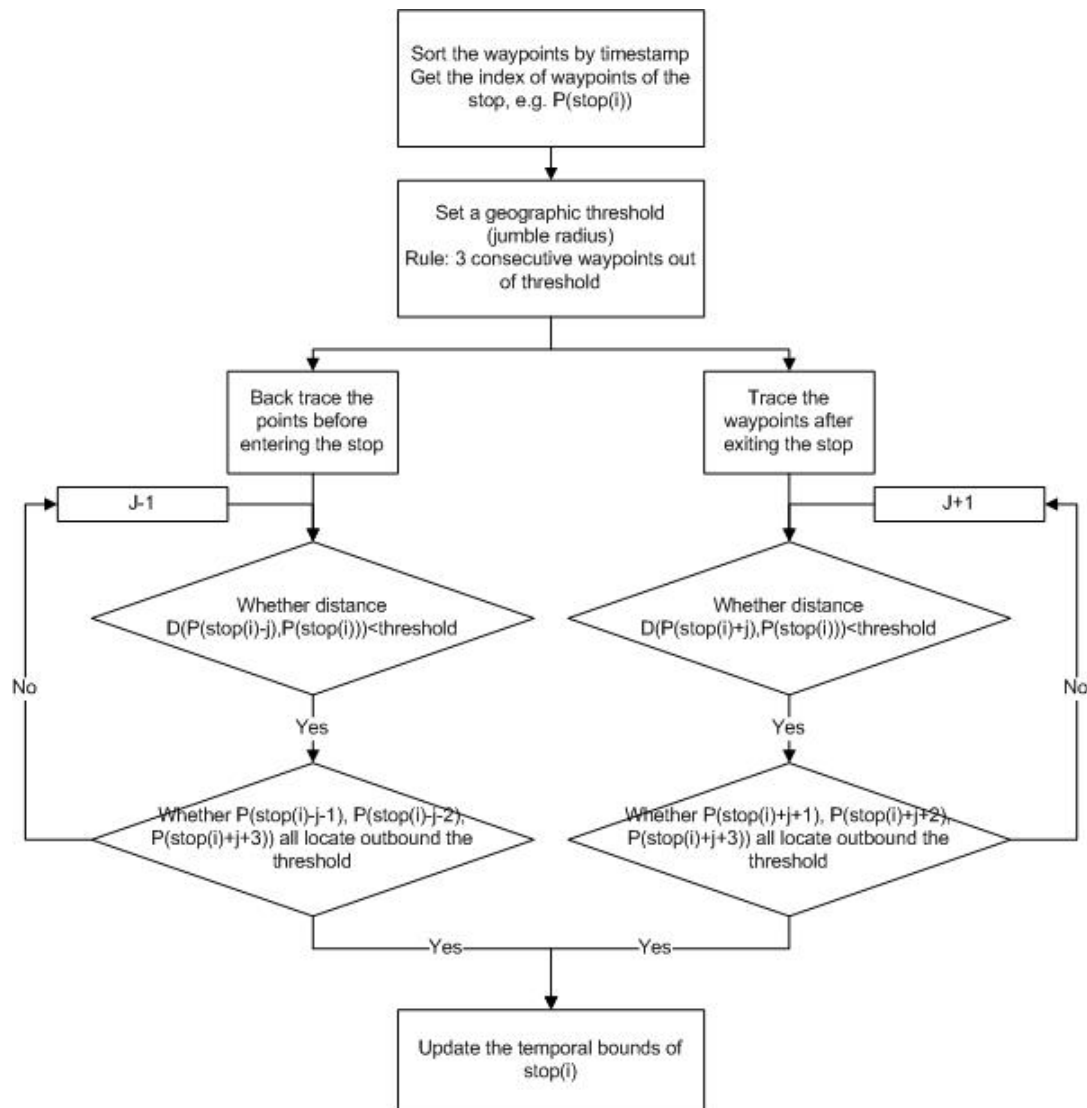 Sort the waypoints by timestamp
Get the index of waypoints of the
stop, e.g. P(stop(i))
Set a geographic threshold
(jumble radius)
Rule: 3 consecutive waypoints out
of threshold
Back trace the
points before
entering the stop
Trace the
waypoints after
exiting the stop
J-1
J+1
Whether distance
D(P(stop(i)-j),P(stop(i)))<threshold
Whether distance
D(P(stop(i)+j),P(stop(i)))<threshold
No
No
Yes
Yes
Whether P(stop(i)-j-1), P(stop(i)-j-2),
P(stop(i)+j+3)) all locate outbound the
threshold
Whether P(stop(i)+j+1), P(stop(i)+j+2),
P(stop(i)+j+3)) all locate outbound the
threshold
Yes
Yes
Update the temporal bounds of
stop(i)